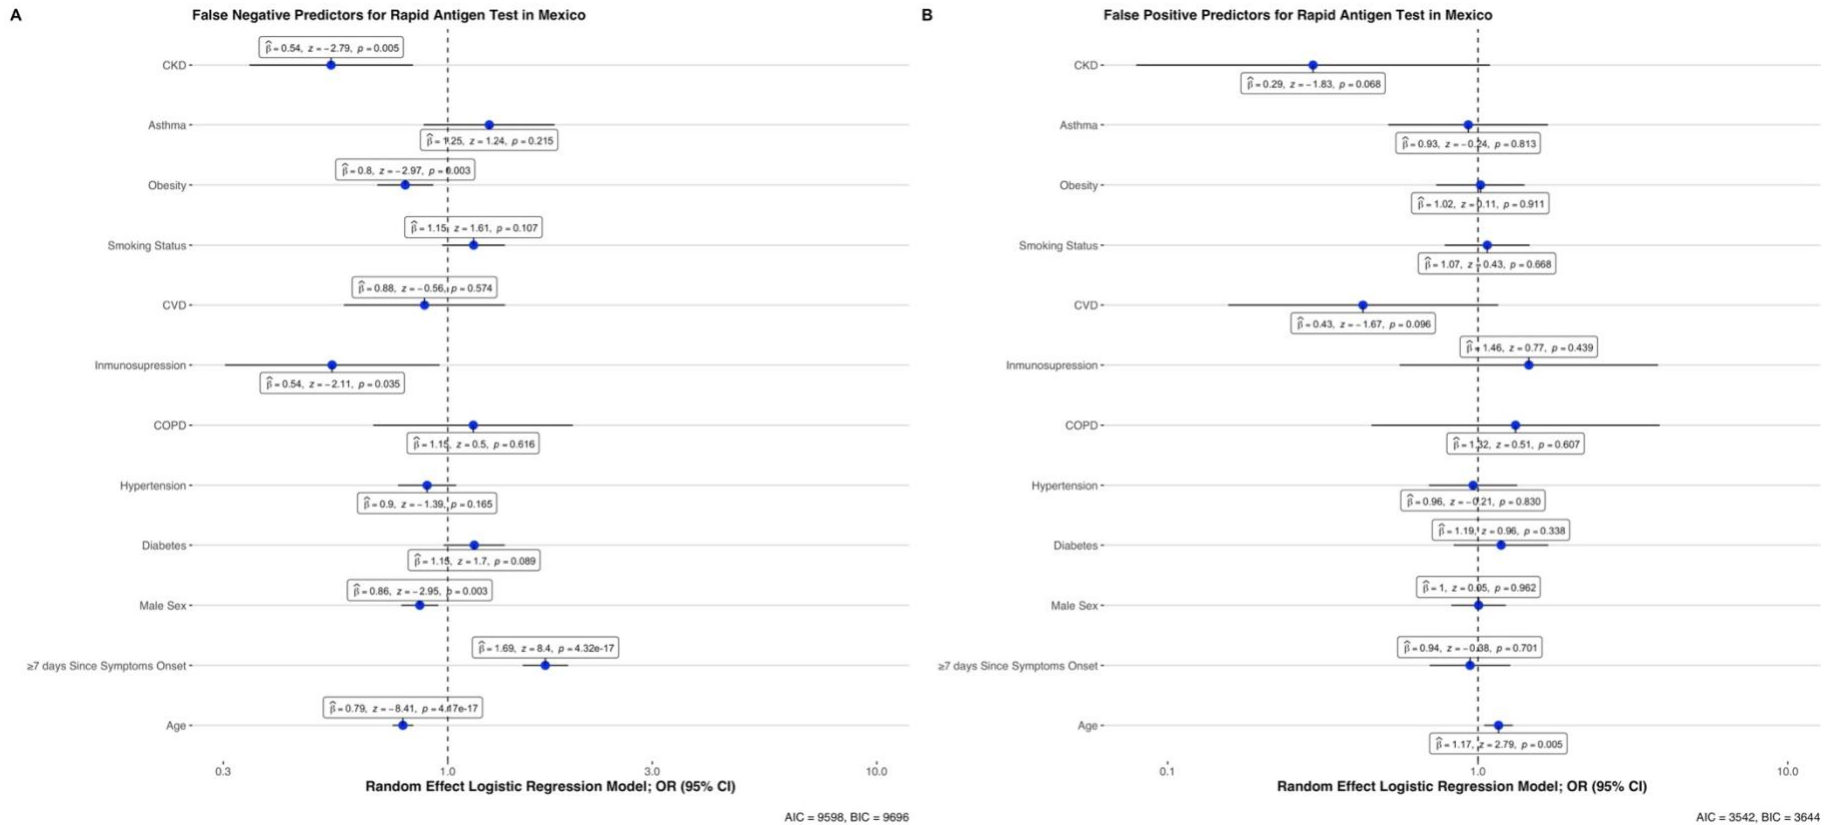 A
False Negative Predictors for Rapid Antigen Test in Mexico
β̂ = 0.54, z = −2.79, p = 0.005
CKD
Asthma
β̂ = 1.25, z = 1.24, p = 0.215
β̂ = 0.8, z = −2.97, p = 0.003
Obesity
β̂ = 1.15, z = 1.61, p = 0.107
Smoking Status
β̂ = 0.88, z = −0.56, p = 0.574
CVD
Inmunosupression
β̂ = 0.54, z = −2.11, p = 0.035
COPD
β̂ = 1.15, z = 0.5, p = 0.616
Hypertension
β̂ = 0.9, z = −1.39, p = 0.165
Diabetes
β̂ = 1.15, z = 1.7, p = 0.089
β̂ = 0.86, z = −2.95, p = 0.003
Male Sex
β̂ = 1.69, z = 8.4, p = 4.32e-17
≥7 days Since Symptoms Onset
β̂ = 0.79, z = −8.41, p = 4.17e-17
Age
0.3 1.0 3.0 10.0
Random Effect Logistic Regression Model; OR (95% CI)
AIC = 9598, BIC = 9696
B
False Positive Predictors for Rapid Antigen Test in Mexico
CKD
β̂ = 0.29, z = −1.83, p = 0.068
Asthma
β̂ = 0.93, z = −0.24, p = 0.813
Obesity
β̂ = 1.02, z = 0.11, p = 0.911
Smoking Status
β̂ = 1.07, z = 0.43, p = 0.668
CVD
β̂ = 0.43, z = −1.67, p = 0.096
β̂ = 1.46, z = 0.77, p = 0.439
Inmunosupression
COPD
β̂ = 1.32, z = 0.51, p = 0.607
Hypertension
β̂ = 0.96, z = −0.21, p = 0.830
β̂ = 1.19, z = 0.96, p = 0.338
Diabetes
β̂ = 1, z = 0.05, p = 0.962
Male Sex
β̂ = 0.94, z = −0.38, p = 0.701
≥7 days Since Symptoms Onset
Age
β̂ = 1.17, z = 2.79, p = 0.005
0.1 1.0 10.0
Random Effect Logistic Regression Model; OR (95% CI)
AIC = 3542, BIC = 3644